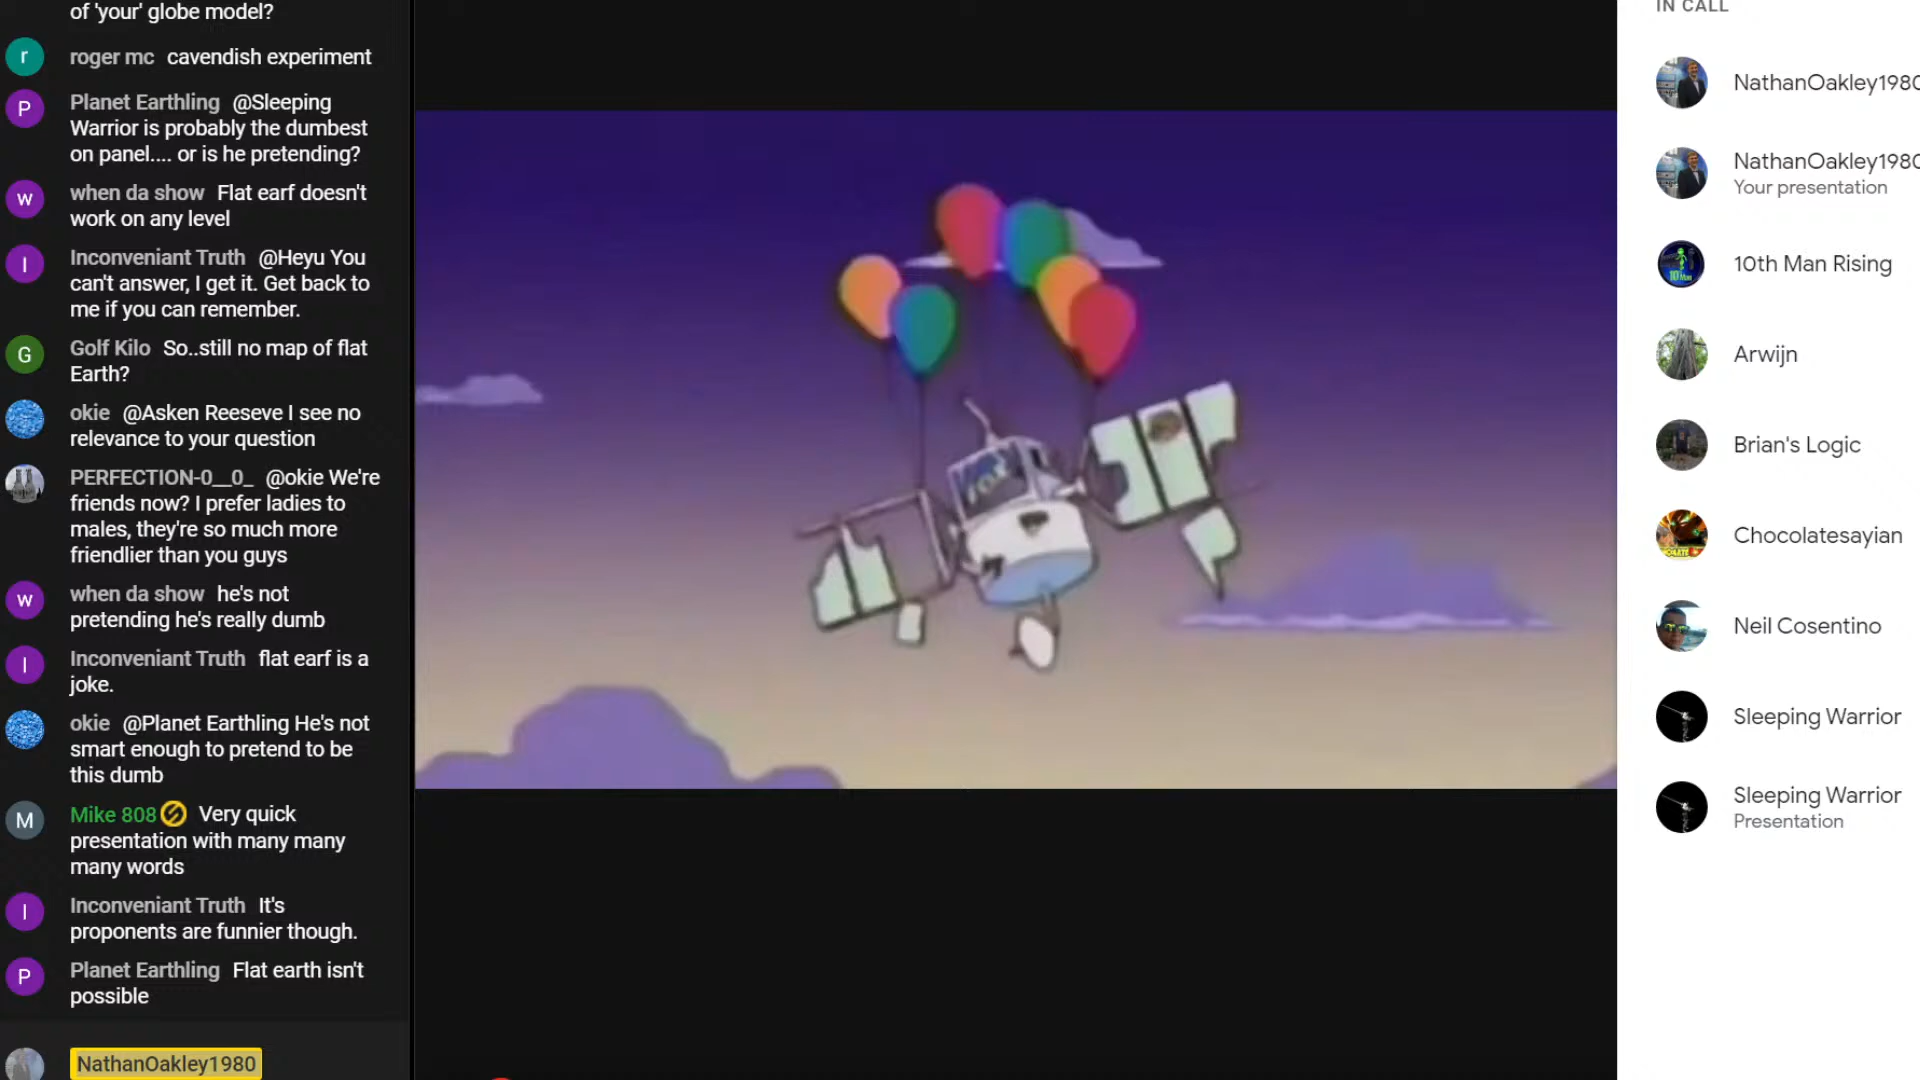 of 'your' globe model?
r
roger mc cavendish experiment
P
Planet Earthling @Sleeping
Warrior is probably the dumbest
on panel.... or is he pretending?
w
when da show Flat earf doesn't
work on any level
I
Inconveniant Truth @Heyu You
can't answer, I get it. Get back to
me if you can remember.
G
Golf Kilo So..still no map of flat
Earth?
okie @Asken Reeseve I see no
relevance to your question
PERFECTION-0__0_ @okie We're
friends now? I prefer ladies to
males, they're so much more
friendlier than you guys
w
when da show he's not
pretending he's really dumb
I
Inconveniant Truth flat earf is a
joke.
okie @Planet Earthling He's not
smart enough to pretend to be
this dumb
M
Mike 808 Very quick
presentation with many many
many words
I
Inconveniant Truth It's
proponents are funnier though.
P
Planet Earthling Flat earth isn't
possible
NathanOakley1980
IN CALL
NathanOakley1980
NathanOakley1980
Your presentation
10th Man Rising
Arwijn
Brian's Logic
Chocolatesayian
Neil Cosentino
Sleeping Warrior
Sleeping Warrior
Presentation